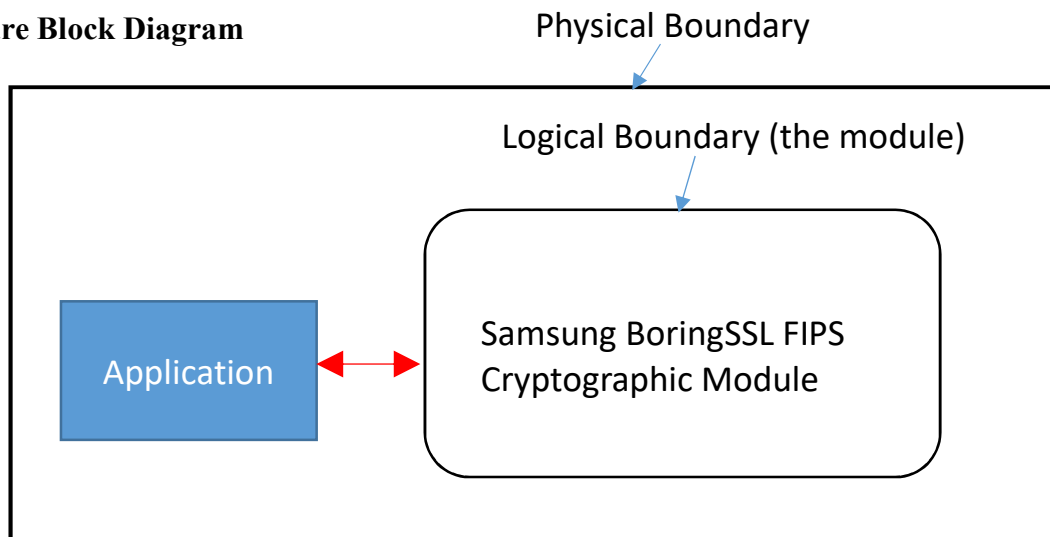 re Block Diagram
Physical Boundary
Logical Boundary (the module)
Samsung BoringSSL FIPS
Cryptographic Module
Application